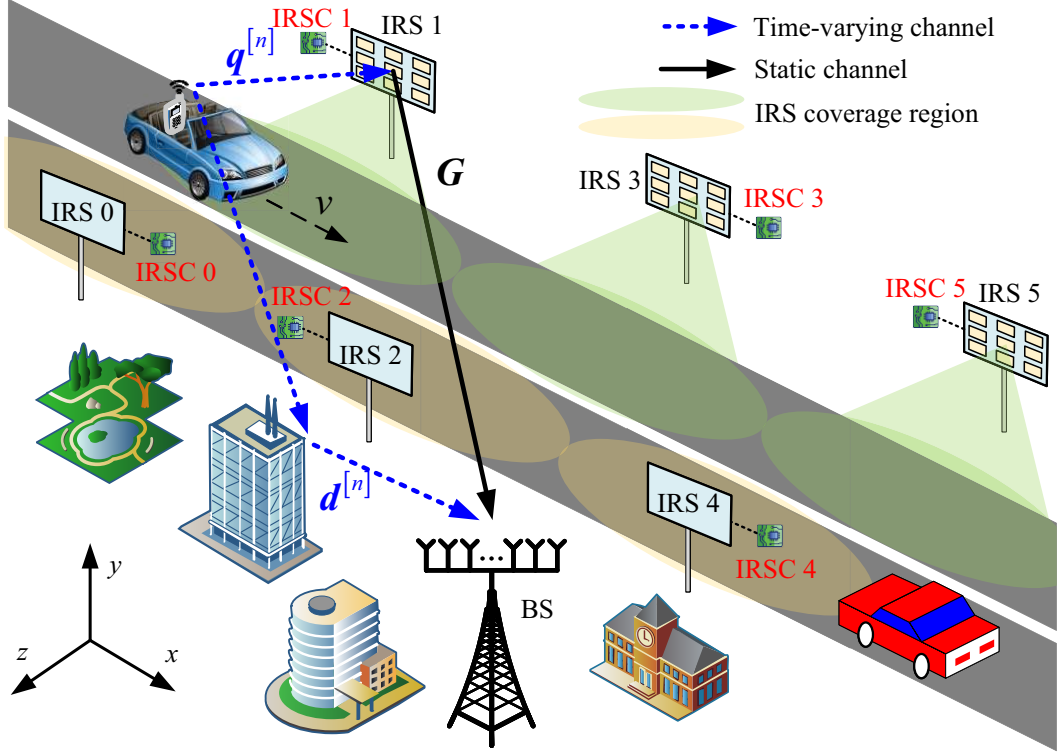 IRSC 1
IRS 1
Time-varying channel
Static channel
IRS coverage region
q[n]
G
v
IRS 3
IRSC 3
IRS 0
IRSC 0
IRSC 2
IRS 2
IRSC 5
IRS 5
d[n]
IRS 4
IRSC 4
...
BS
y
z
x